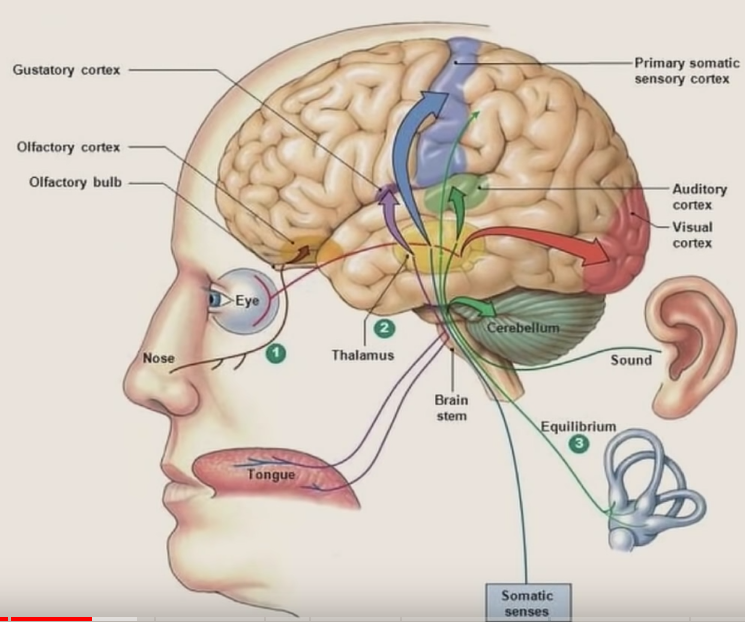 Gustatory cortex
Olfactory cortex
Olfactory bulb
Primary somatic
sensory cortex
Auditory
cortex
Visual
cortex
Eye
Nose
1
2
Thalamus
Cerebellum
Brain
stem
Sound
Equilibrium
3
Tongue
Somatic
senses